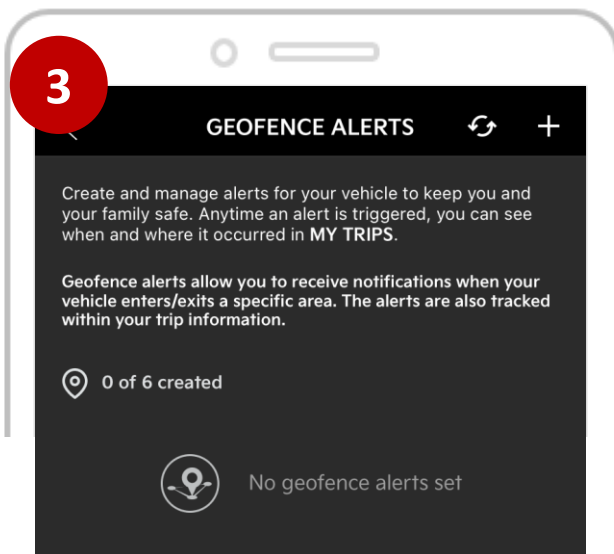 3
GEOFENCE ALERTS
Create and manage alerts for your vehicle to keep you and
your family safe. Anytime an alert is triggered, you can see
when and where it occurred in MY TRIPS.
Geofence alerts allow you to receive notifications when your
vehicle enters/exits a specific area. The alerts are also tracked
within your trip information.
0 of 6 created
No geofence alerts set